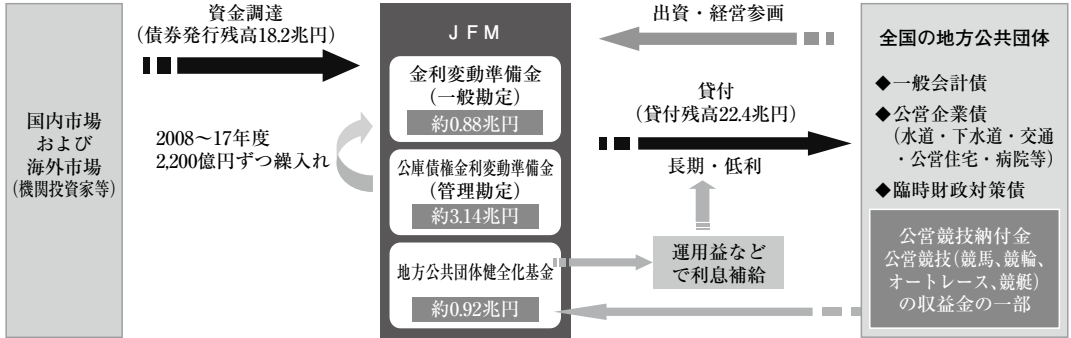 国内市場
および
海外市場
(機関投資家等)
資金調達
(債券発行残高18.2兆円)
2008〜17年度
2,200億円ずつ繰入れ
ＪＦＭ
金利変動準備金
(一般勘定)
約0.88兆円
公庫債権金利変動準備金
(管理勘定)
約3.14兆円
地方公共団体健全化基金
約0.92兆円
出資・経営参画
貸付
(貸付残高22.4兆円)
長期・低利
運用益など
で利息補給
全国の地方公共団体
◆一般会計債
◆公営企業債
(水道・下水道・交通
・公営住宅・病院等)
◆臨時財政対策債
公営競技納付金
公営競技(競馬、競輪、
オートレース、競艇)
の収益金の一部